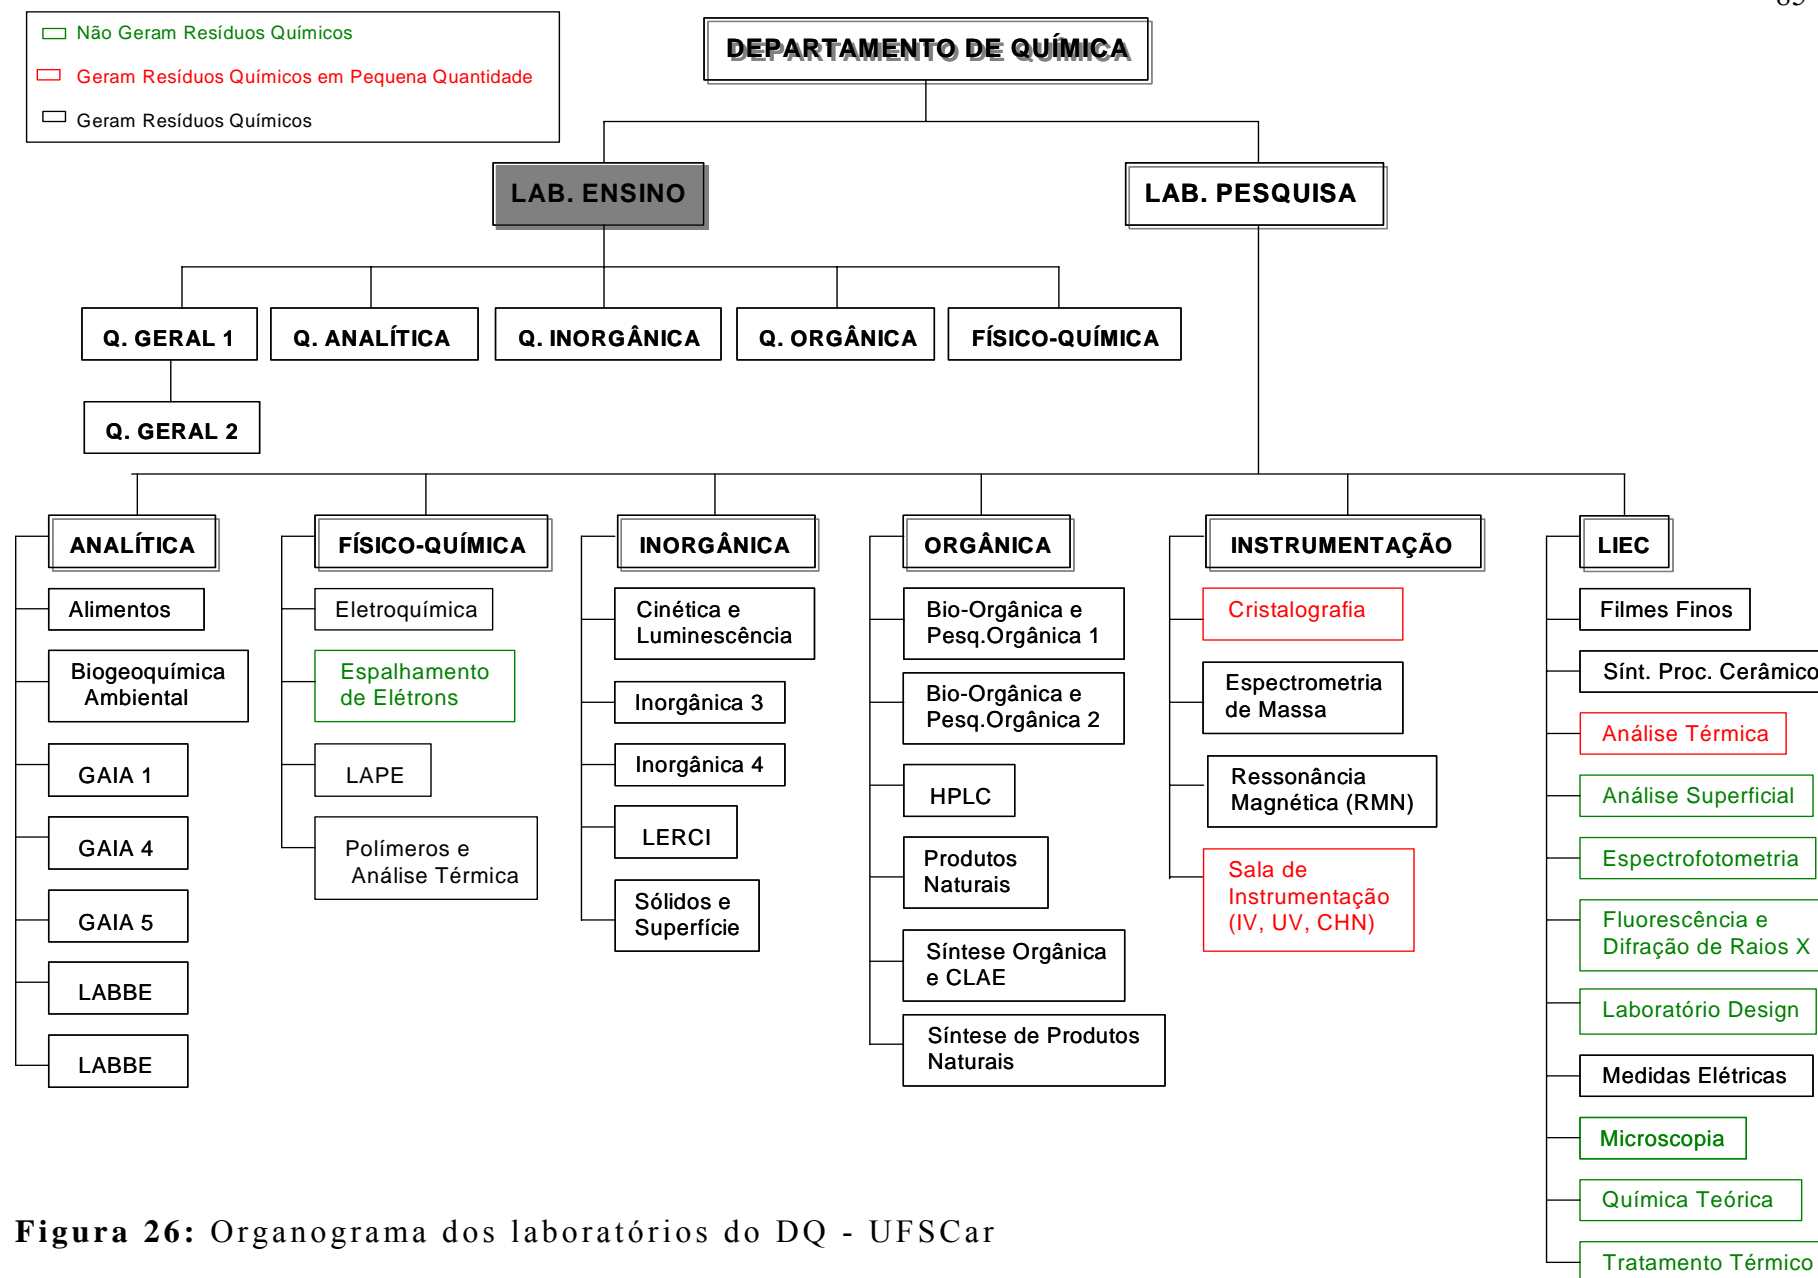 85
Não Geram Resíduos Químicos
Geram Resíduos Químicos em Pequena Quantidade
Geram Resíduos Químicos
DEPARTAMENTO DE QUÍMICA
LAB. ENSINO
LAB. PESQUISA
Q. GERAL 1
Q. ANALÍTICA
Q. INORGÂNICA
Q. ORGÂNICA
FÍSICO-QUÍMICA
Q. GERAL 2
ANALÍTICA
Alimentos
Biogeoquímica
Ambiental
GAIA 1
GAIA 4
GAIA 5
LABBE
LABBE
FÍSICO-QUÍMICA
Eletroquímica
Espalhamento
de Elétrons
LAPE
Polímeros e
Análise Térmica
INORGÂNICA
Cinética e
Luminescência
Inorgânica 3
Inorgânica 4
LERCI
Sólidos e
Superfície
ORGÂNICA
Bio-Orgânica e
Pesq.Orgânica 1
Bio-Orgânica e
Pesq.Orgânica 2
HPLC
Produtos
Naturais
Síntese Orgânica
e CLAE
Síntese de Produtos
Naturais
INSTRUMENTAÇÃO
Cristalografia
Espectrometria
de Massa
Ressonância
Magnética (RMN)
Sala de
Instrumentação
(IV, UV, CHN)
LIEC
Filmes Finos
Sínt. Proc. Cerâmico
Análise Térmica
Análise Superficial
Espectrofotometria
Fluorescência e
Difração de Raios X
Laboratório Design
Medidas Elétricas
Microscopia
Química Teórica
Tratamento Térmico
Figura 26: Organograma dos laboratórios do DQ - UFSCar